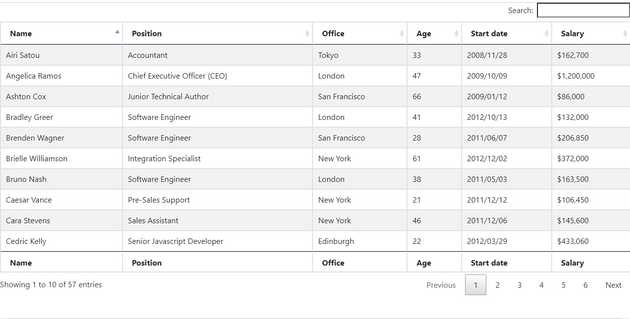 Search:
Name Position Office Age Start date Salary
Airi Satou Accountant Tokyo 33 2008/11/28 $162,700
Angelica Ramos Chief Executive Officer (CEO) London 47 2009/10/09 $1,200,000
Ashton Cox Junior Technical Author San Francisco 66 2009/01/12 $86,000
Bradley Greer Software Engineer London 41 2012/10/13 $132,000
Brenden Wagner Software Engineer San Francisco 28 2011/06/07 $206,850
Brielle Williamson Integration Specialist New York 61 2012/12/02 $372,000
Bruno Nash Software Engineer London 38 2011/05/03 $163,500
Caesar Vance Pre-Sales Support New York 21 2011/12/12 $106,450
Cara Stevens Sales Assistant New York 46 2011/12/06 $145,600
Cedric Kelly Senior Javascript Developer Edinburgh 22 2012/03/29 $433,060
Name Position Office Age Start date Salary
Showing 1 to 10 of 57 entries Previous 1 2 3 4 5 6 Next